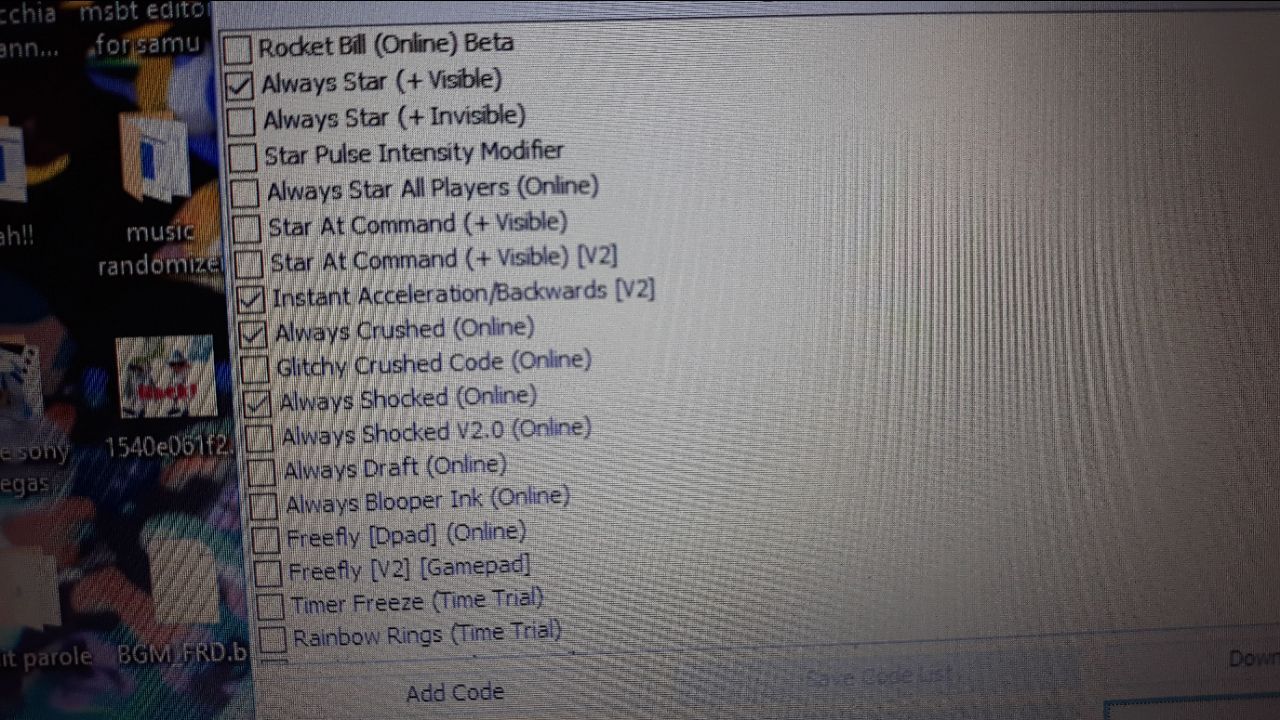 cchia
msbt editor
ann...
for samu
ah!!
music
randomize
e sony
egas
1540e061f2.
it parole
BGM_FRD.b
Rocket Bill (Online) Beta
Always Star (+ Visible)
Always Star (+ Invisible)
Star Pulse Intensity Modifier
Always Star All Players (Online)
Star At Command (+ Visible)
Star At Command (+ Visible) [V2]
Instant Acceleration/Backwards [V2]
Always Crushed (Online)
Glitchy Crushed Code (Online)
Always Shocked (Online)
Always Shocked V2.0 (Online)
Always Draft (Online)
Always Blooper Ink (Online)
Freefly [Dpad] (Online)
Freefly [V2] [Gamepad]
Timer Freeze (Time Trial)
Rainbow Rings (Time Trial)
Add Code
Save Code List
Down